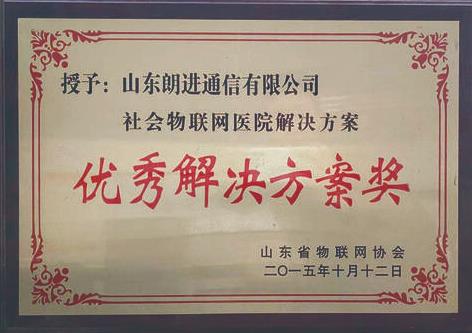 授予：山东朗进通信有限公司
社会物联网医院解决方案
优秀解决方案奖
山东省物联网协会
二〇一五年十月十二日